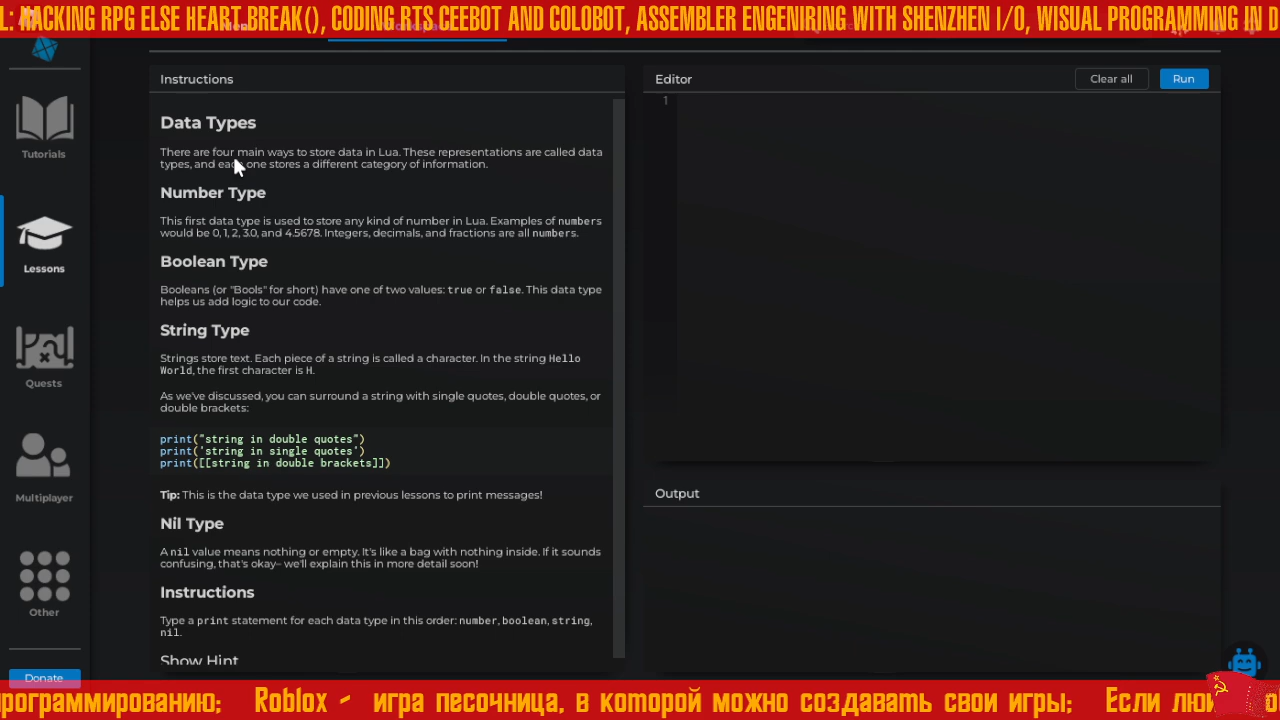 L: HACKING RPG ELSE HEART BREAK(), CODING RTS CEEBOT AND COLOBOT, ASSEMBLER ENGENIRING WITH SHENZHEN I/O, WISUAL PROGRAMMING IN D
Instructions
Editor
Clear all
Run
1
Tutorials
Lessons
Quests
Multiplayer
Other
Donate
Data Types
There are four main ways to store data in Lua. These representations are called data
types, and each one stores a different category of information.
Number Type
This first data type is used to store any kind of number in Lua. Examples of numbers
would be 0, 1, 2, 3.0, and 4.5678. Integers, decimals, and fractions are all numbers.
Boolean Type
Booleans (or "Bools" for short) have one of two values: true or false. This data type
helps us add logic to our code.
String Type
Strings store text. Each piece of a string is called a character. In the string Hello
World, the first character is H.
As we've discussed, you can surround a string with single quotes, double quotes, or
double brackets:
print("string in double quotes")
print('string in single quotes')
print([[string in double brackets]])
Tip: This is the data type we used in previous lessons to print messages!
Nil Type
A nil value means nothing or empty. It's like a bag with nothing inside. If it sounds
confusing, that's okay– we'll explain this in more detail soon!
Instructions
Type a print statement for each data type in this order: number, boolean, string,
nil.
Show Hint
Output
программированию; Roblox - игра песочница, в которой можно создавать свои игры; Если